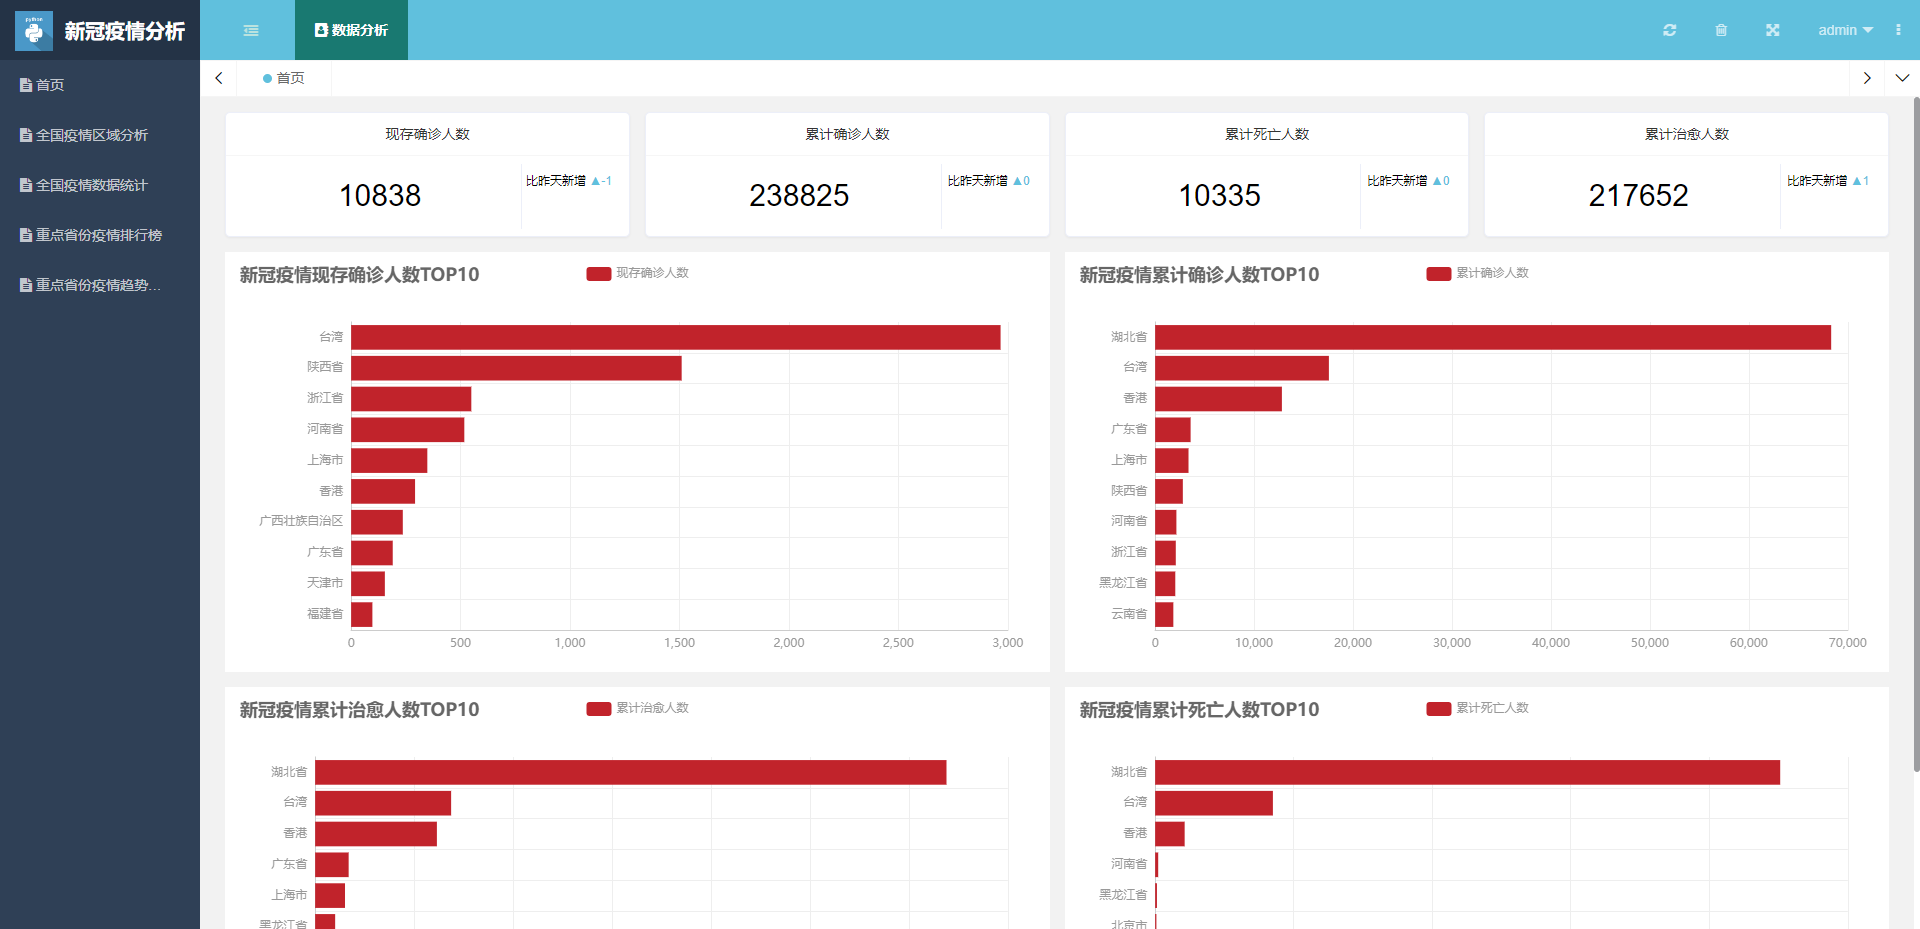 python
新冠疫情分析
数据分析
admin
首页
全国疫情区域分析
全国疫情数据统计
重点省份疫情排行榜
重点省份疫情趋势...
首页
现存确诊人数
10838
比昨天新增 ▲-1
累计确诊人数
238825
比昨天新增 ▲0
累计死亡人数
10335
比昨天新增 ▲0
累计治愈人数
217652
比昨天新增 ▲1
新冠疫情现存确诊人数TOP10
现存确诊人数
台湾
陕西省
浙江省
河南省
上海市
香港
广西壮族自治区
广东省
天津市
福建省
0 500 1,000 1,500 2,000 2,500 3,000
新冠疫情累计确诊人数TOP10
累计确诊人数
湖北省
台湾
香港
广东省
上海市
陕西省
河南省
浙江省
黑龙江省
云南省
0 10,000 20,000 30,000 40,000 50,000 60,000 70,000
新冠疫情累计治愈人数TOP10
累计治愈人数
湖北省
台湾
香港
广东省
上海市
黑龙江省
新冠疫情累计死亡人数TOP10
累计死亡人数
湖北省
台湾
香港
河南省
黑龙江省
北京市